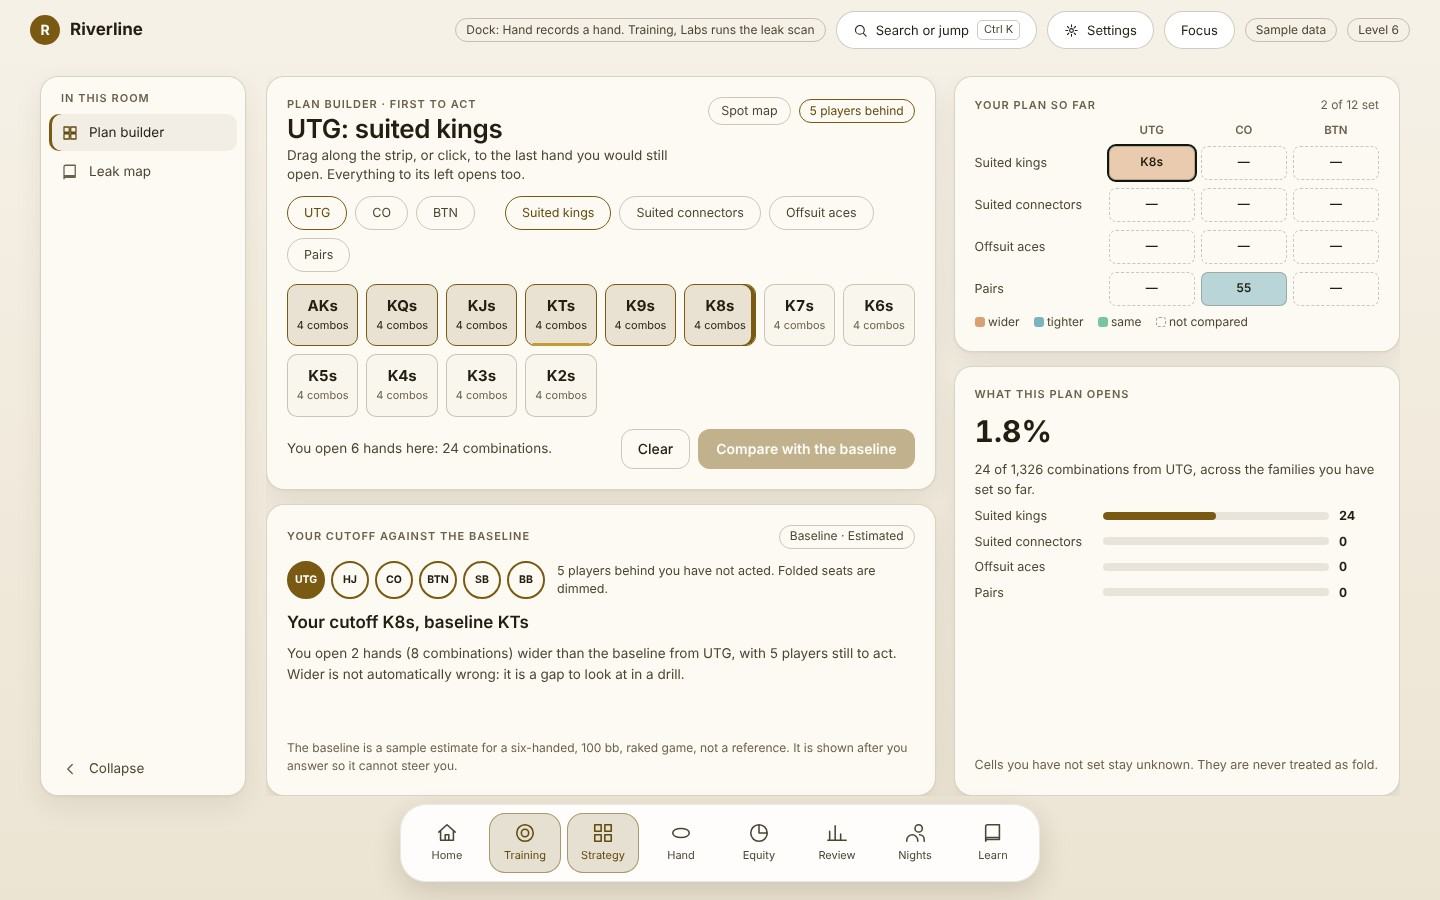 R Riverline
Dock: Hand records a hand. Training, Labs runs the leak scan
Search or jump Ctrl K
Settings
Focus
Sample data
Level 6
IN THIS ROOM
Plan builder
Leak map
Collapse
PLAN BUILDER · FIRST TO ACT
UTG: suited kings
Drag along the strip, or click, to the last hand you would still
open. Everything to its left opens too.
Spot map
5 players behind
UTG CO BTN Suited kings Suited connectors Offsuit aces
Pairs
AKs KQs KJs KTs K9s K8s K7s K6s
4 combos 4 combos 4 combos 4 combos 4 combos 4 combos 4 combos 4 combos
K5s K4s K3s K2s
4 combos 4 combos 4 combos 4 combos
You open 6 hands here: 24 combinations.
Clear
Compare with the baseline
YOUR CUTOFF AGAINST THE BASELINE
Baseline · Estimated
UTG HJ CO BTN SB BB
5 players behind you have not acted. Folded seats are
dimmed.
Your cutoff K8s, baseline KTs
You open 2 hands (8 combinations) wider than the baseline from UTG, with 5 players still to act.
Wider is not automatically wrong: it is a gap to look at in a drill.
The baseline is a sample estimate for a six-handed, 100 bb, raked game, not a reference. It is shown after you
answer so it cannot steer you.
YOUR PLAN SO FAR
2 of 12 set
UTG CO BTN
Suited kings K8s — —
Suited connectors — — —
Offsuit aces — — —
Pairs — 55 —
wider tighter same not compared
WHAT THIS PLAN OPENS
1.8%
24 of 1,326 combinations from UTG, across the families you have
set so far.
Suited kings 24
Suited connectors 0
Offsuit aces 0
Pairs 0
Cells you have not set stay unknown. They are never treated as fold.
Home Training Strategy Hand Equity Review Nights Learn